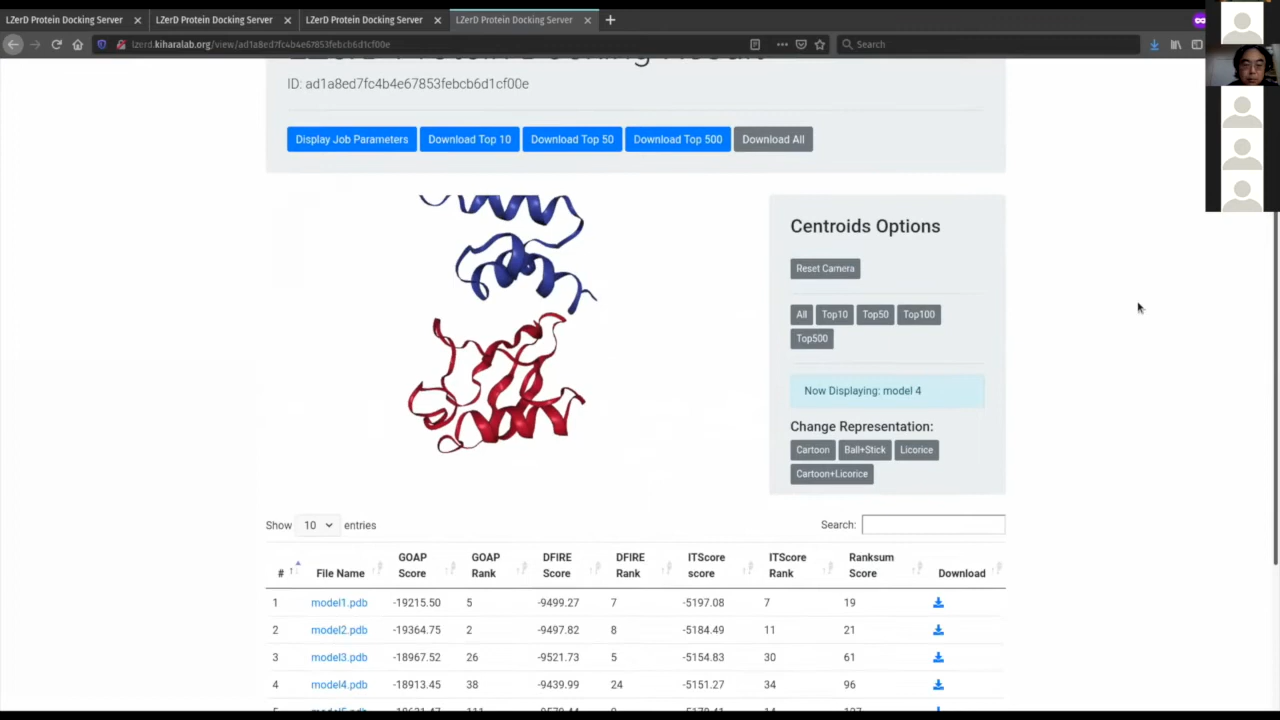 LZerD Protein Docking Server LZerD Protein Docking Server LZerD Protein Docking Server LZerD Protein Docking Server
lzerd.kiharalab.org/view/ad1a8ed7fc4b4e67853febcb6d1cf00e Search
LZerD Protein Docking Result
ID: ad1a8ed7fc4b4e67853febcb6d1cf00e
Display Job Parameters Download Top 10 Download Top 50 Download Top 500 Download All
Centroids Options
Reset Camera
All Top10 Top50 Top100
Top500
Now Displaying: model 4
Change Representation:
Cartoon Ball+Stick Licorice
Cartoon+Licorice
Show 10 entries Search:
# File Name GOAP Score GOAP Rank DFIRE Score DFIRE Rank ITScore score ITScore Rank Ranksum Score Download
1 model1.pdb -19215.50 5 -9499.27 7 -5197.08 7 19
2 model2.pdb -19364.75 2 -9497.82 8 -5184.49 11 21
3 model3.pdb -18967.52 26 -9521.73 5 -5154.83 30 61
4 model4.pdb -18913.45 38 -9439.99 24 -5151.27 34 96